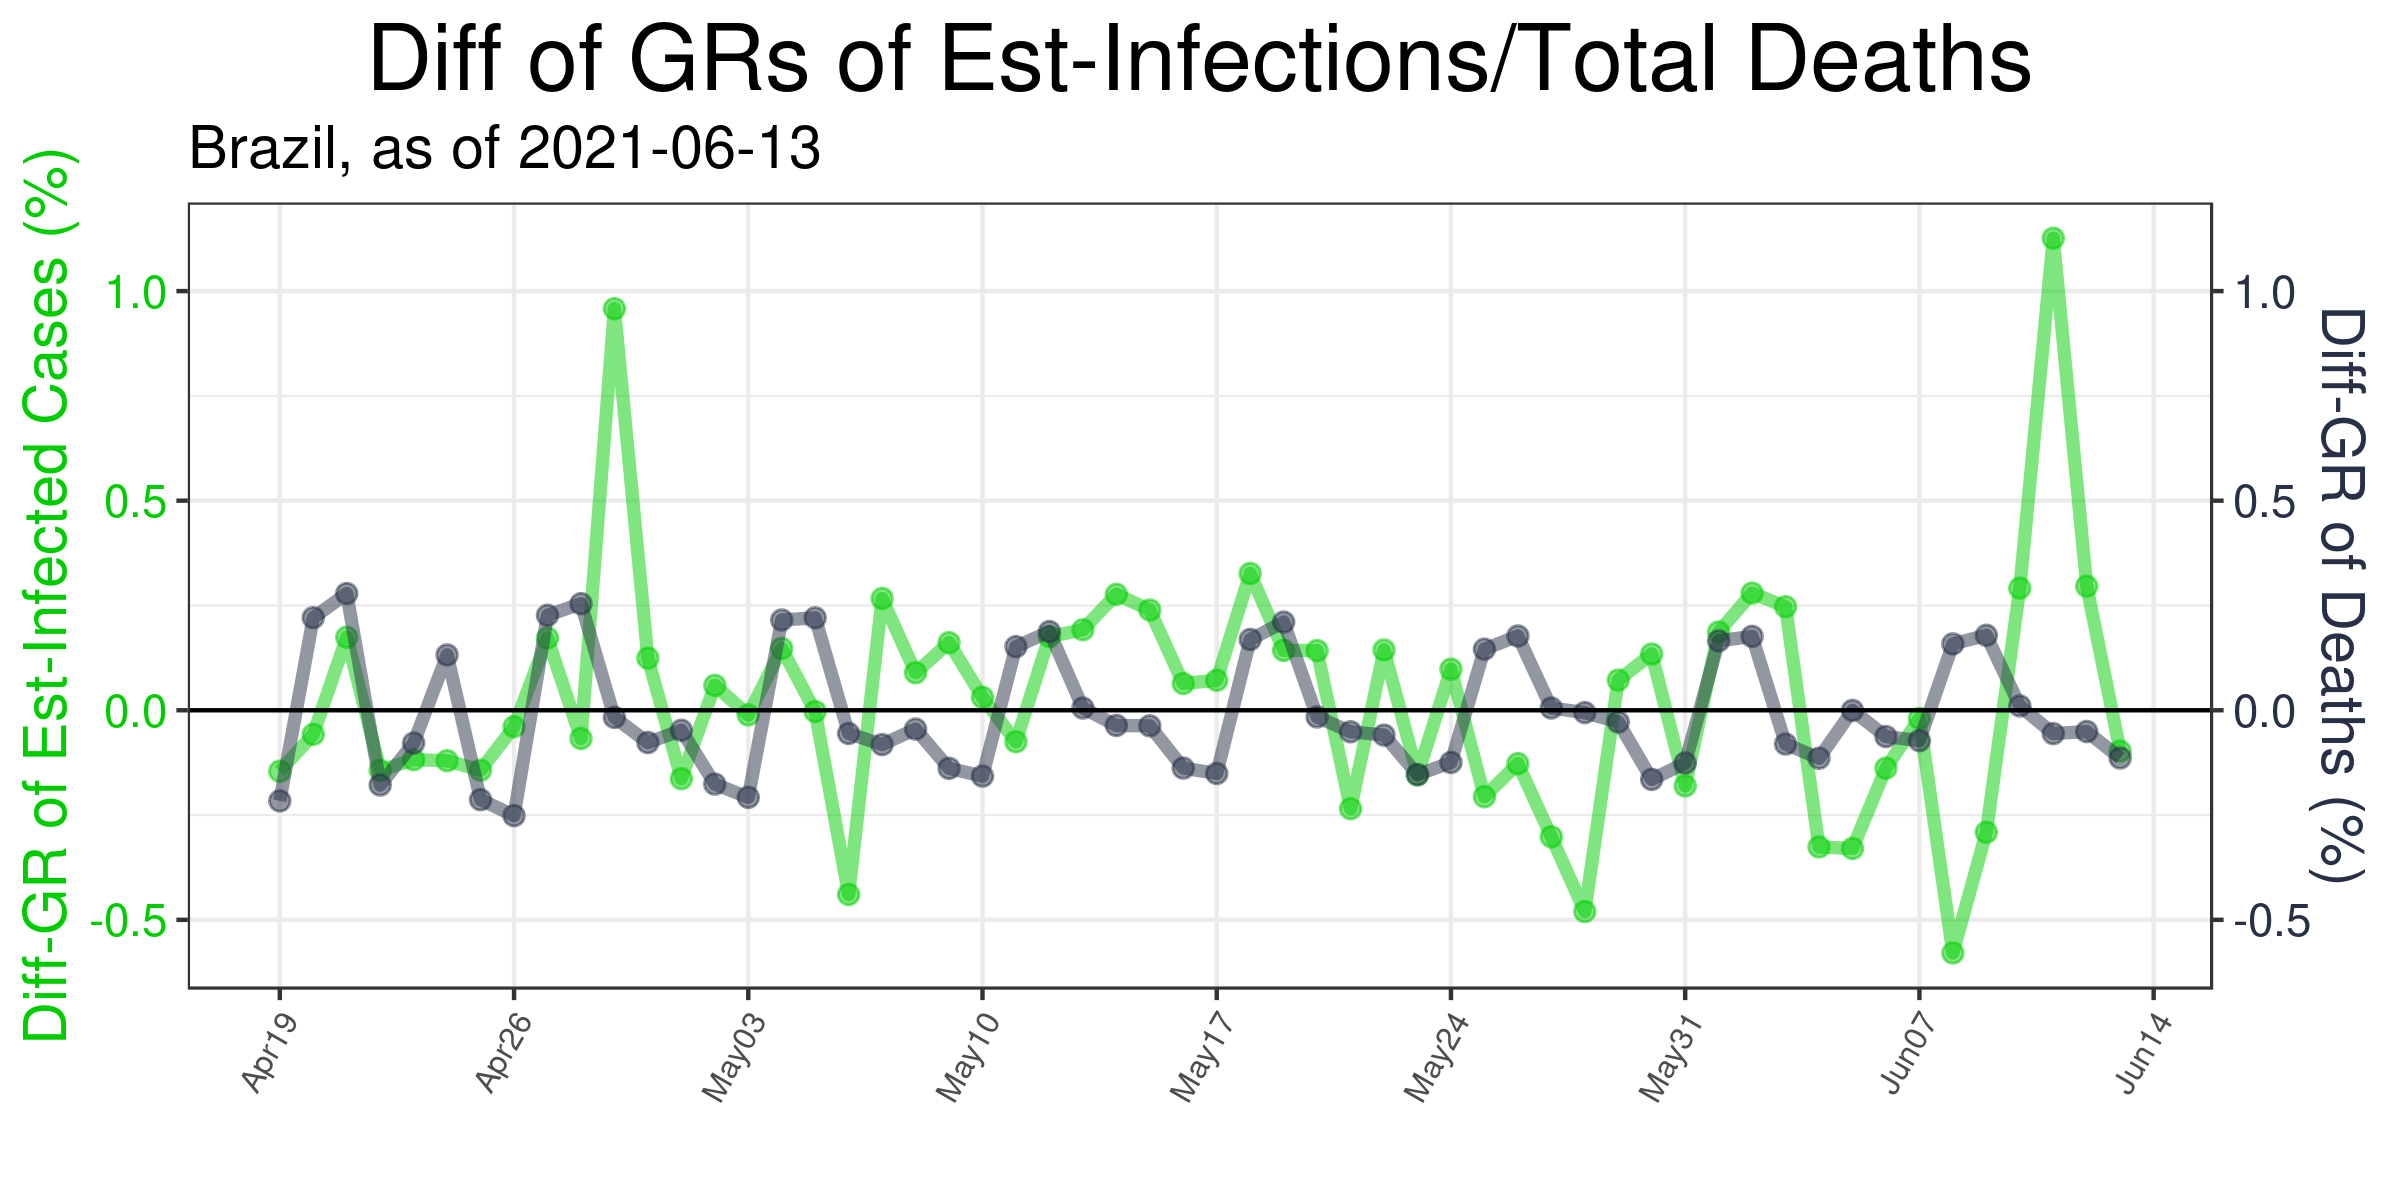 Diff of GRs of Est-Infections/Total Deaths
Brazil, as of 2021-06-13
Diff-GR of Est-Infected Cases (%)
1.0
0.5
0.0
-0.5
1.0
0.5
0.0
-0.5
Diff-GR of Deaths (%)
Apr19
Apr26
May03
May10
May17
May24
May31
Jun07
Jun14